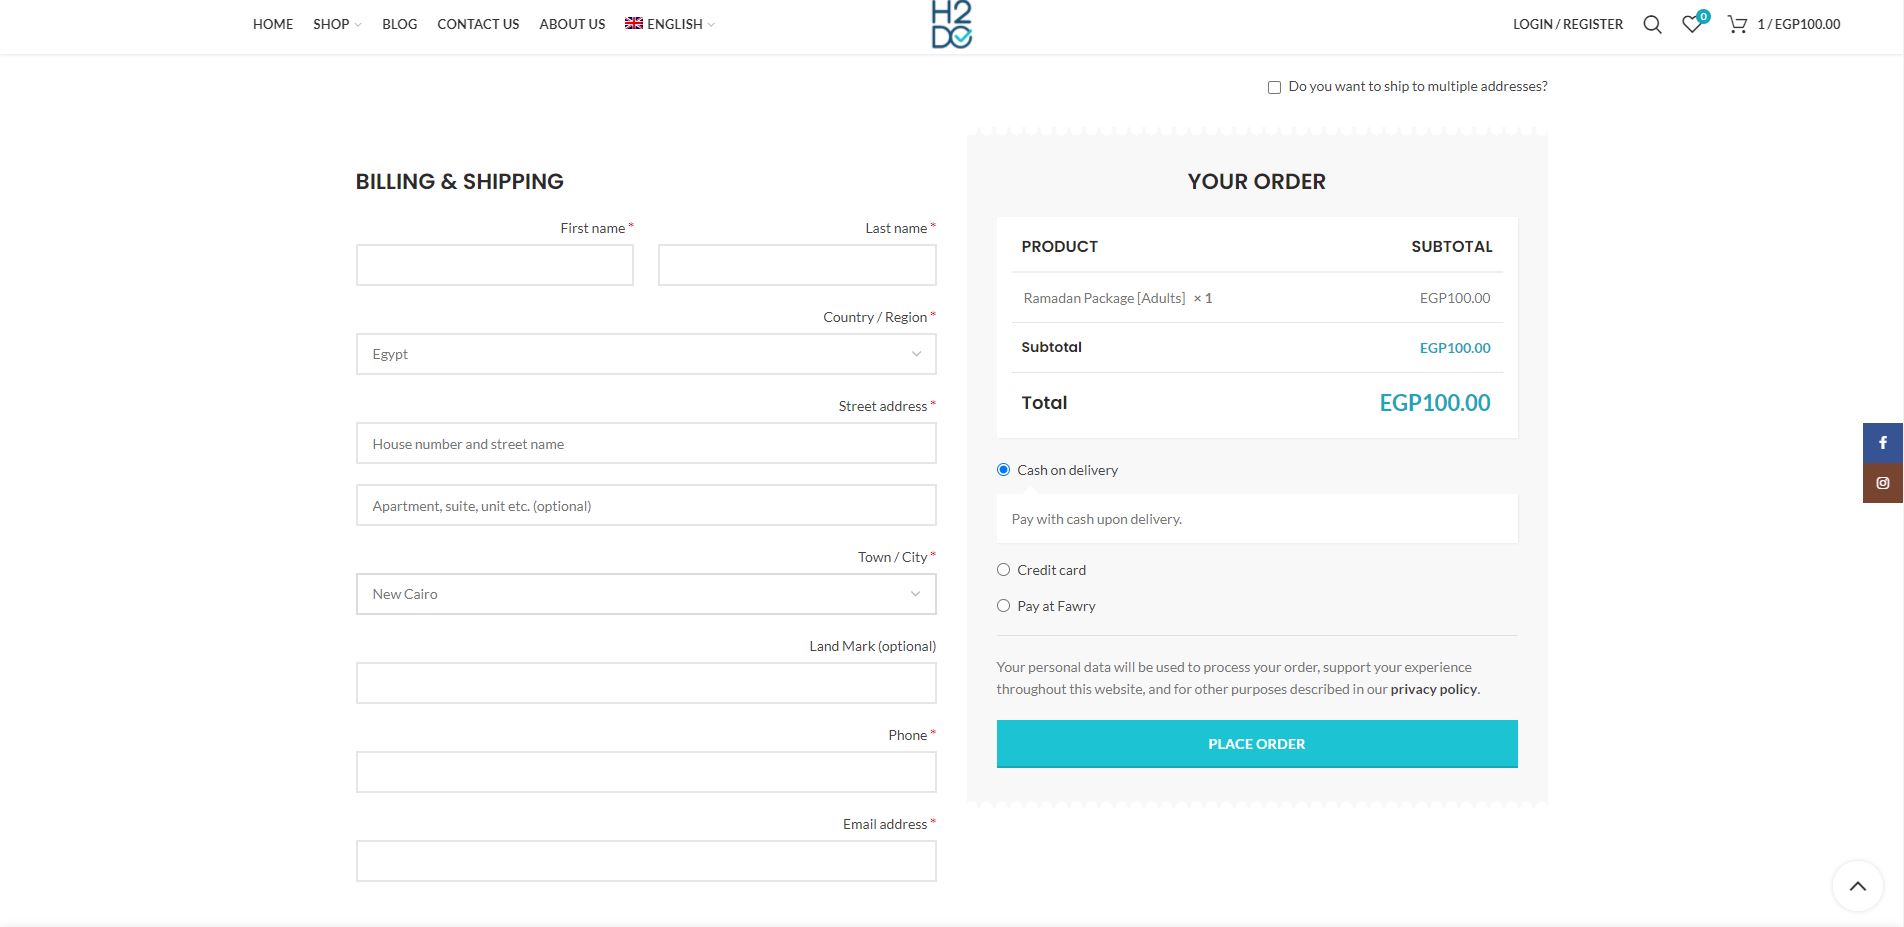 HOME SHOP BLOG CONTACT US ABOUT US ENGLISH
H2
DO
LOGIN / REGISTER 0 1 / EGP100.00
Do you want to ship to multiple addresses?
BILLING & SHIPPING
First name * Last name *
Country / Region *
Egypt
Street address *
House number and street name
Apartment, suite, unit etc. (optional)
Town / City *
New Cairo
Land Mark (optional)
Phone *
Email address *
YOUR ORDER
PRODUCT SUBTOTAL
Ramadan Package [Adults] × 1 EGP100.00
Subtotal EGP100.00
Total EGP100.00
Cash on delivery
Pay with cash upon delivery.
Credit card
Pay at Fawry
Your personal data will be used to process your order, support your experience
throughout this website, and for other purposes described in our privacy policy.
PLACE ORDER